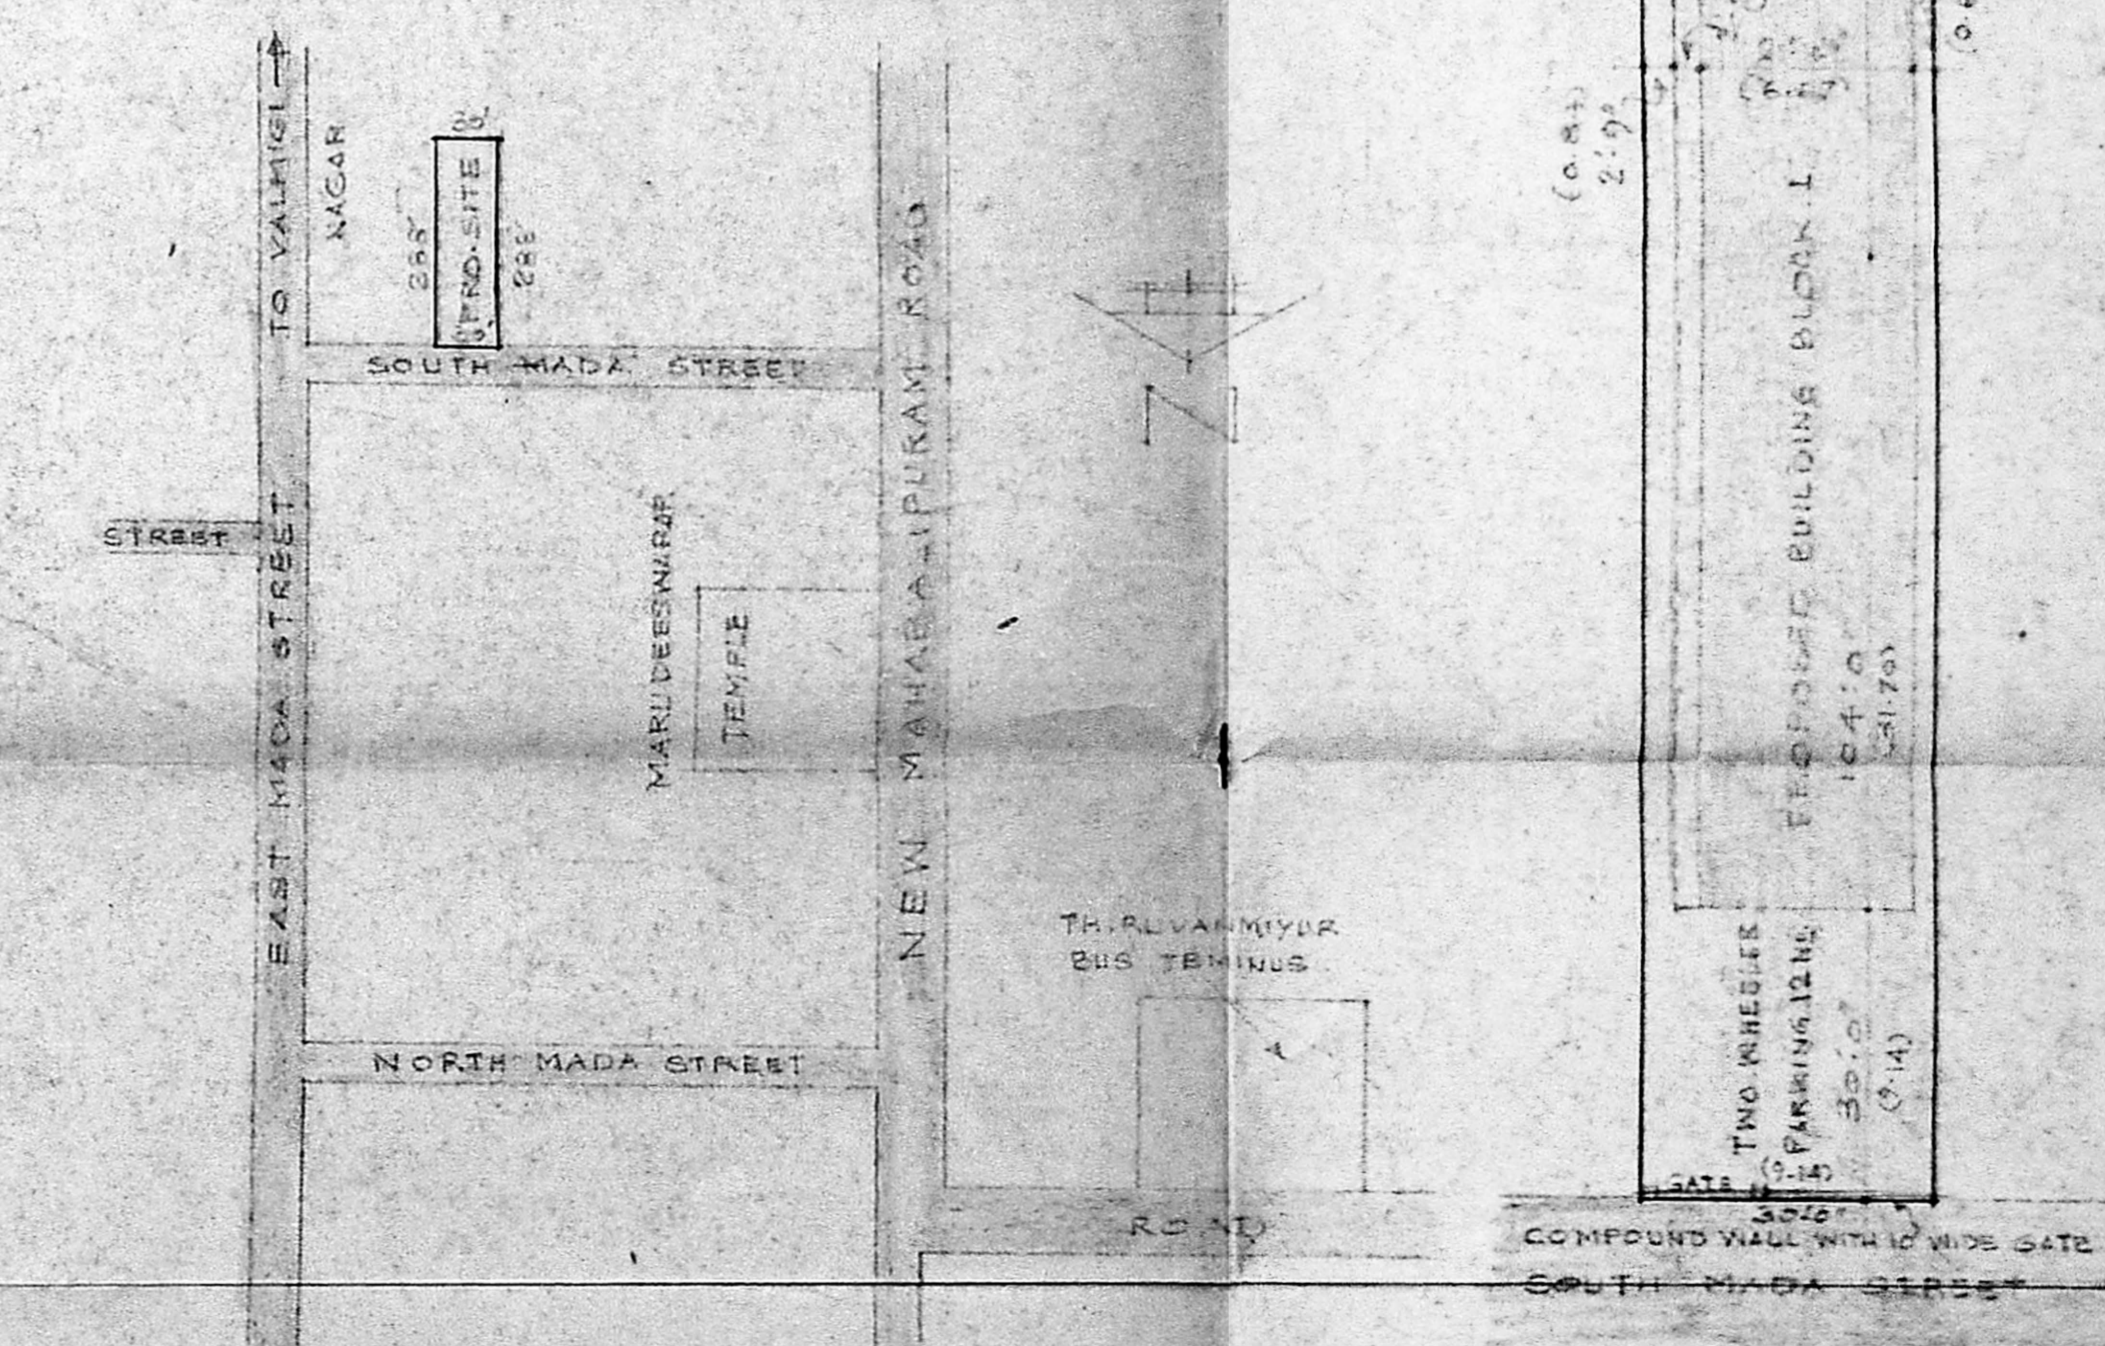 TO VALMIGI
NAGAR
PRO.SITE
288'
288'
SOUTH MADA STREET
STREET
EAST MADA STREET
MARUDEESWARAR
TEMPLE
NEW MAHABALIPURAM ROAD
N
NORTH MADA STREET
THIRUVANMIYUR
BUS TEMINUS
ROAD
(0.84)
2'.9"
PROPOSED BUILDING BLOCK 1
104'.0"
(31.70)
TWO WHEELER
PARKING 12 NO.
30'.0"
(9.14)
GATE
(9.14)
30'.0"
COMPOUND WALL WITH 10' WIDE GATE
SOUTH MADA STREET